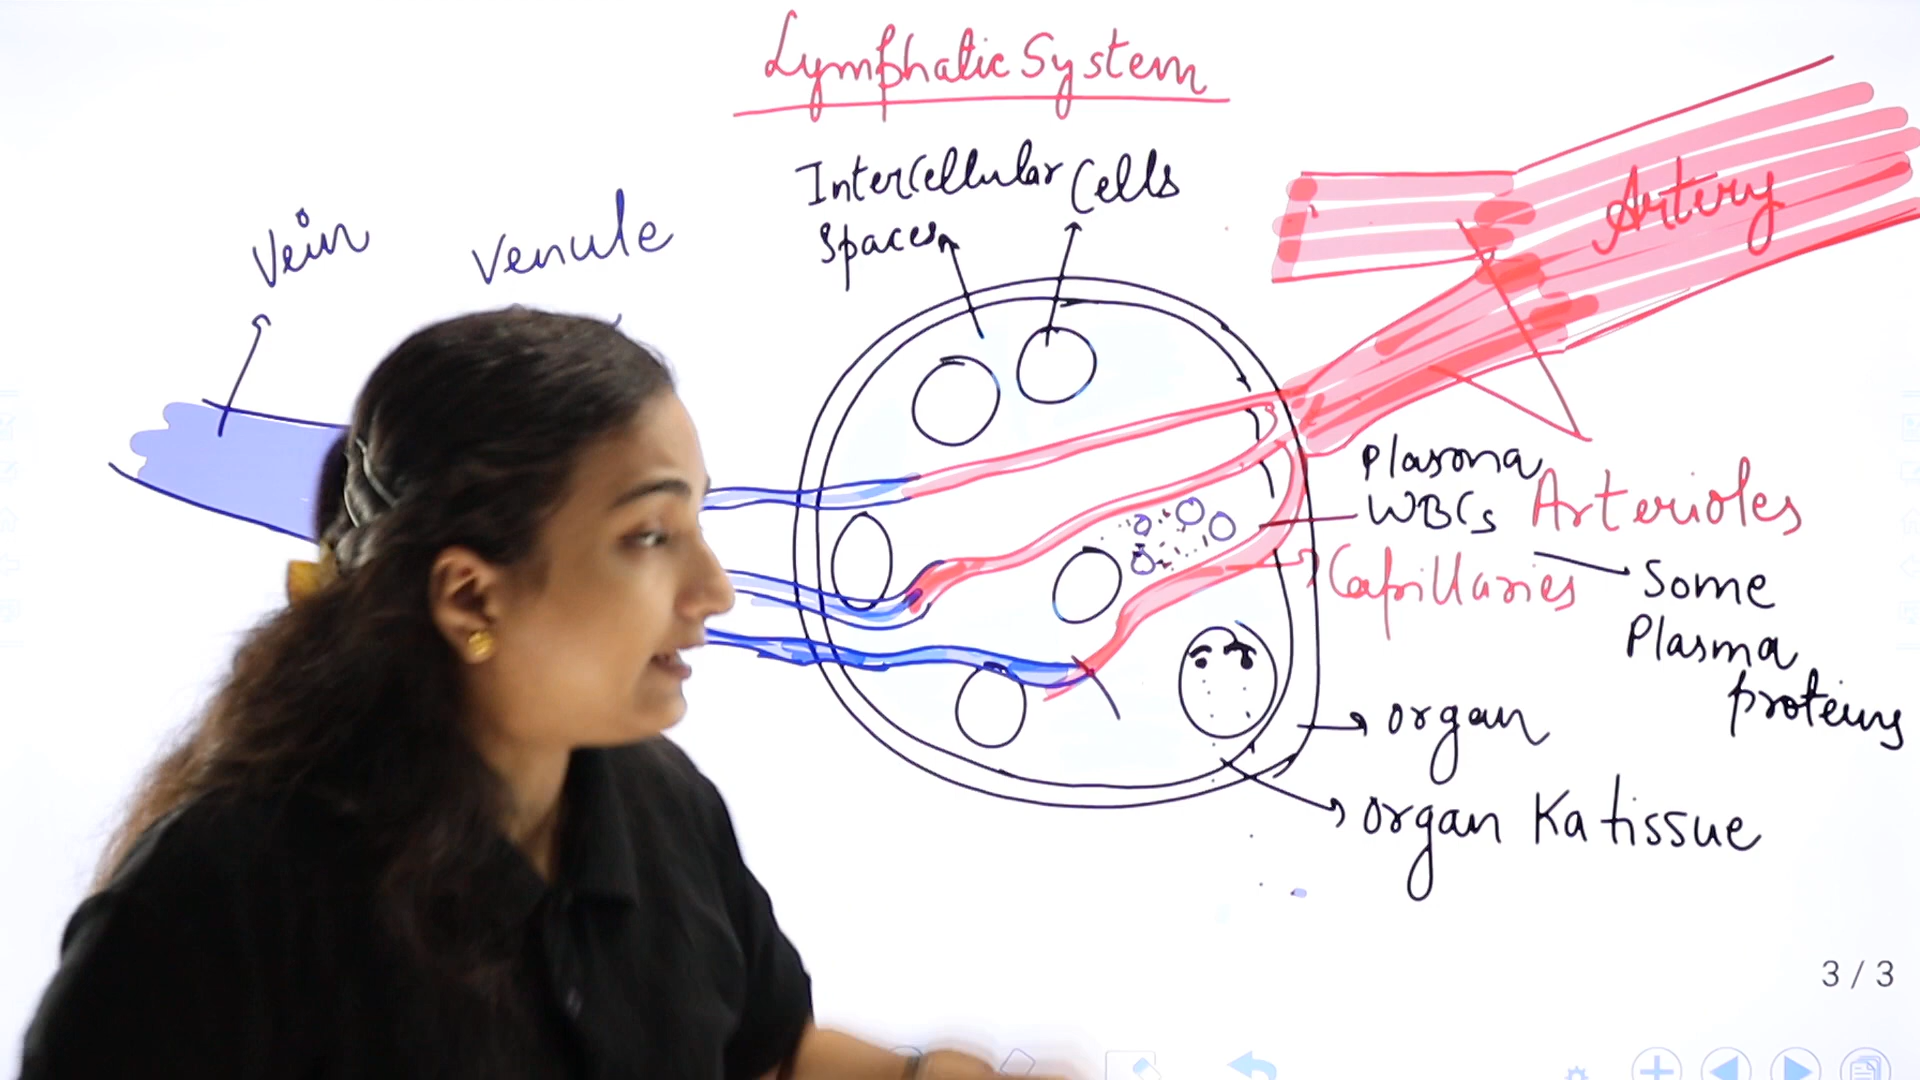 Lymphatic System
Intercellular
Spaces
Cells
Vein
Venule
Artery
Plasma
WBCs
Arterioles
Capillaries
Some
Plasma
proteins
organ
organ Ka tissue
3 / 3